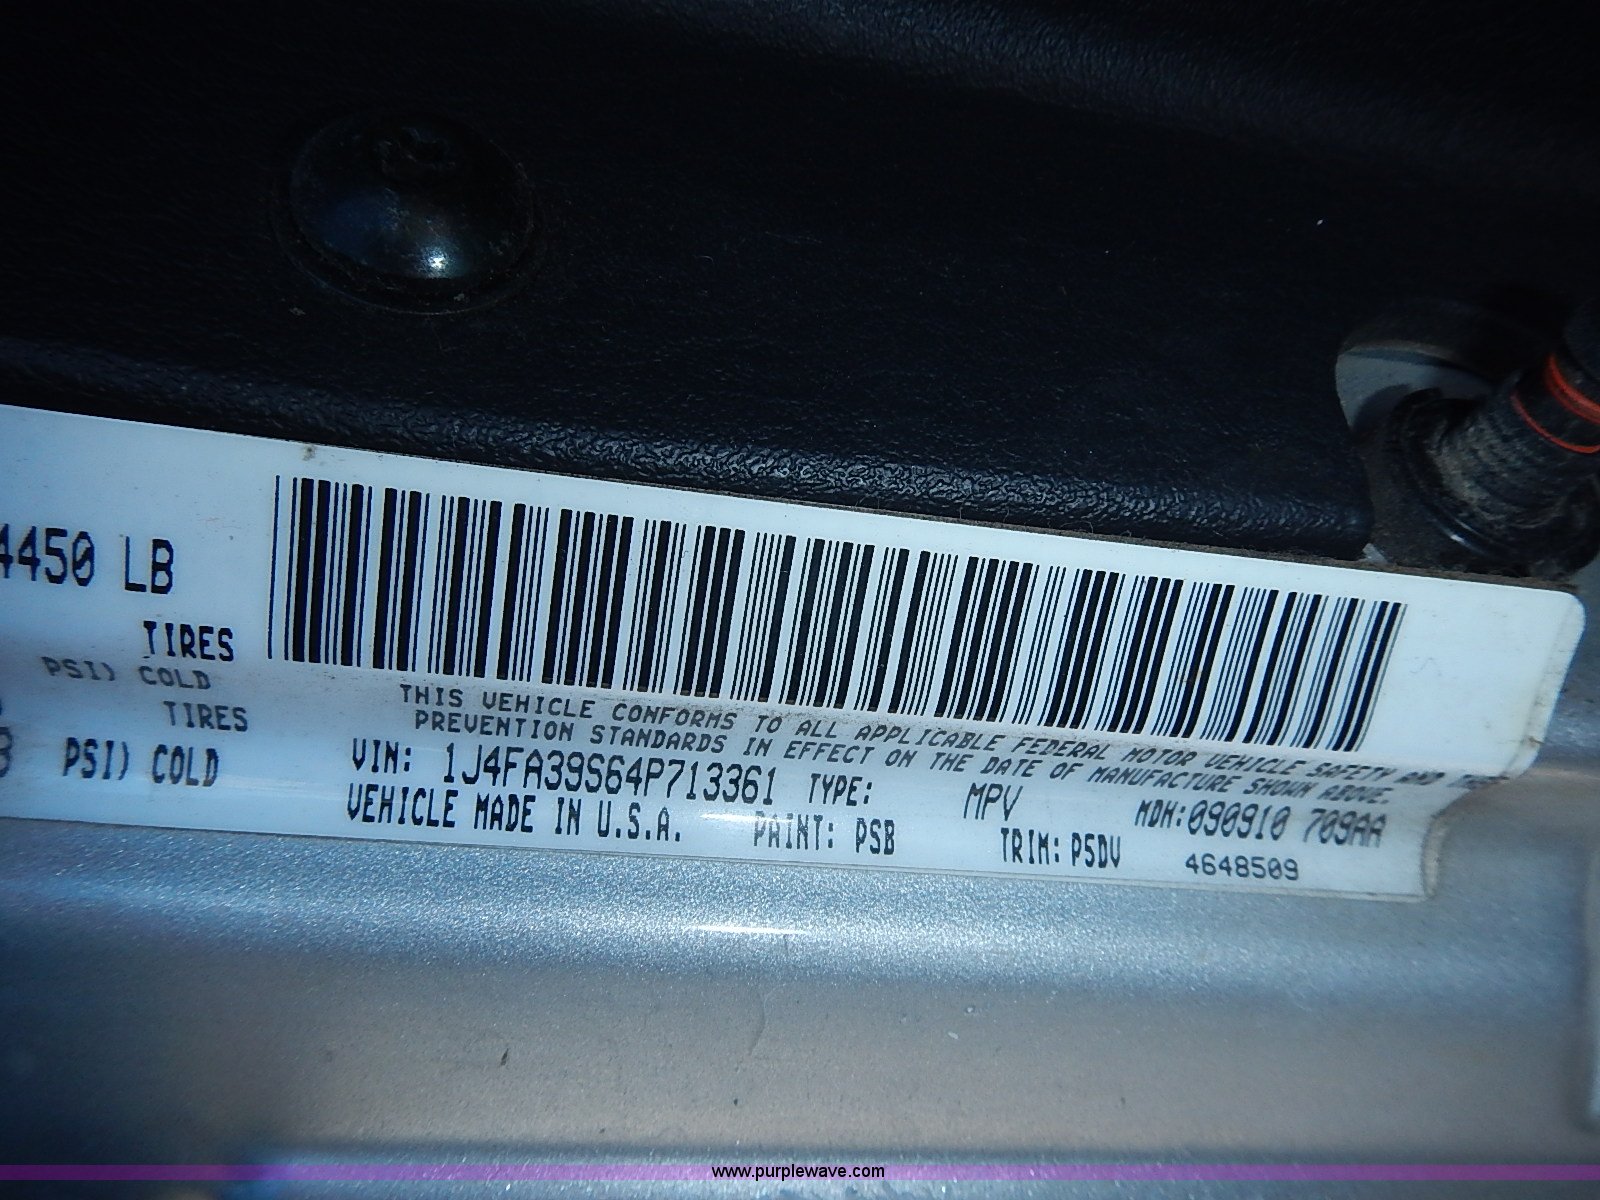 4450 LB
TIRES
PSI) COLD
TIRES
PSI) COLD
THIS VEHICLE CONFORMS TO ALL APPLICABLE FEDERAL MOTOR VEHICLE SAFETY AND THE
PREVENTION STANDARDS IN EFFECT ON THE DATE OF MANUFACTURE SHOWN ABOVE.
VIN: 1J4FA39S64P713361 TYPE: MPV MDH:090910 709AA
VEHICLE MADE IN U.S.A. PAINT: PSB TRIM: P5DV 4648509
www.purplewave.com